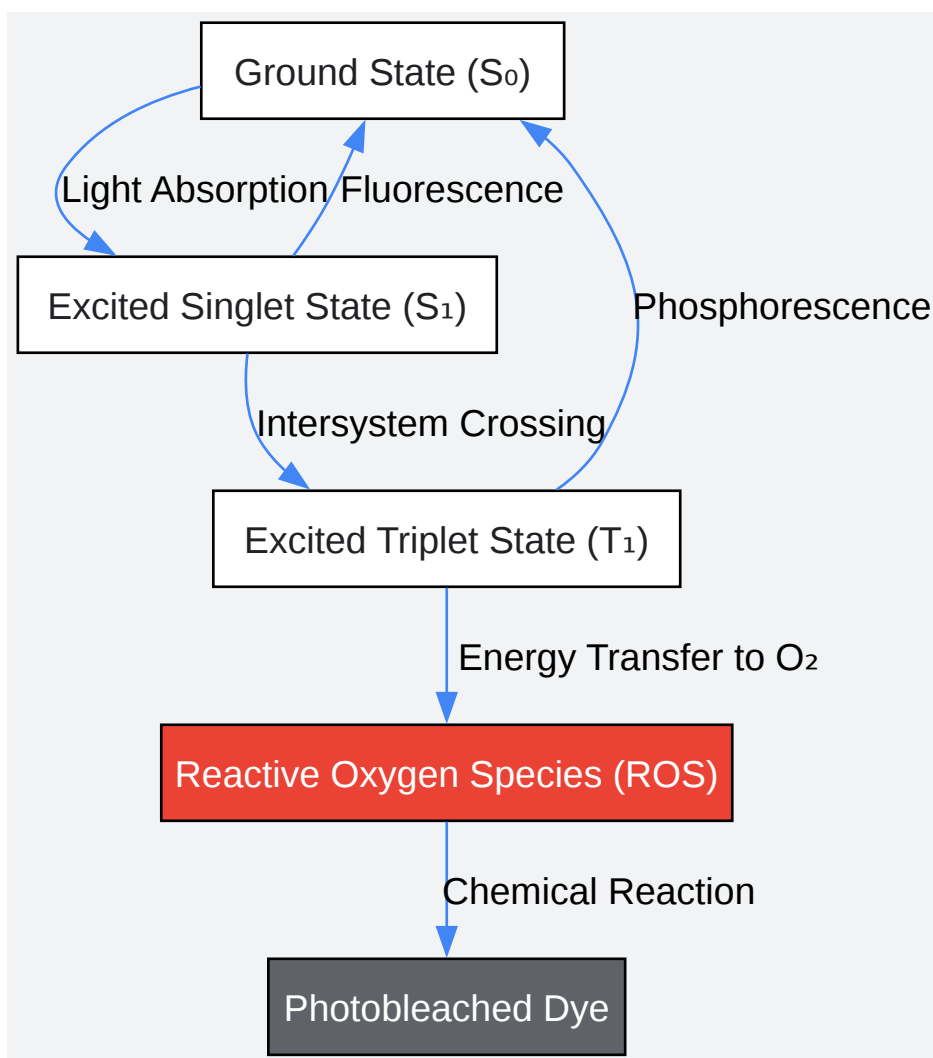 Ground State (S₀)
Light Absorption
Fluorescence
Excited Singlet State (S₁)
Phosphorescence
Intersystem Crossing
Excited Triplet State (T₁)
Energy Transfer to O₂
Reactive Oxygen Species (ROS)
Chemical Reaction
Photobleached Dye